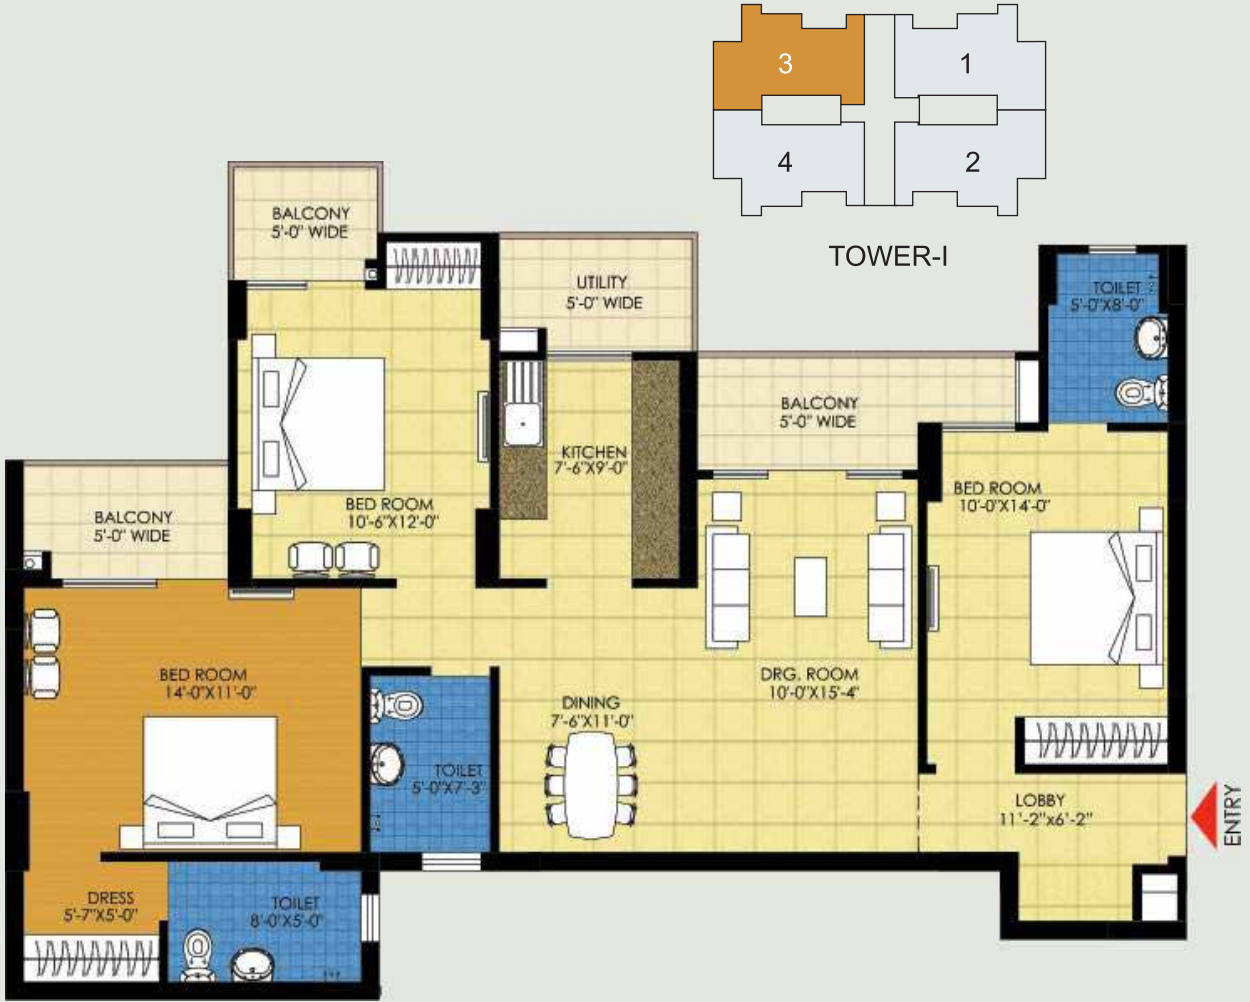 3
1
4
2
TOWER-I
BALCONY
5'-0" WIDE
UTILITY
5'-0" WIDE
TOILET
5'-0"X8'-0"
BALCONY
5'-0" WIDE
KITCHEN
7'-6"X9'-0"
BED ROOM
10'-6"X12'-0"
BED ROOM
10'-0"X14'-0"
BALCONY
5'-0" WIDE
BED ROOM
14'-0"X11'-0"
DRG. ROOM
10'-0"X15'-4"
DINING
7'-6"X11'-0"
TOILET
5'-0"X7'-3"
LOBBY
11'-2"x6'-2"
ENTRY
DRESS
5'-7"X5'-0"
TOILET
8'-0"X5'-0"